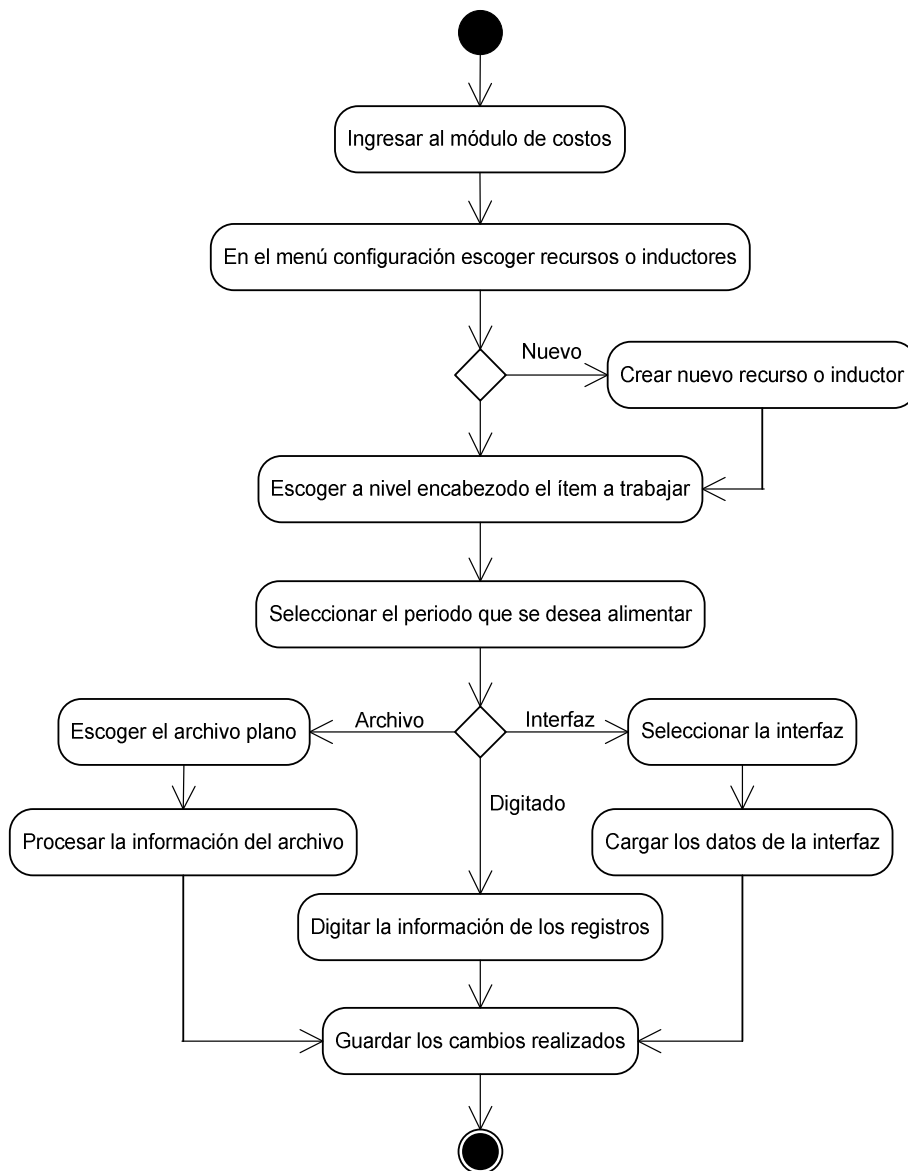 Ingresar al módulo de costos
En el menú configuración escoger recursos o inductores
Nuevo
Crear nuevo recurso o inductor
Escoger a nivel encabezodo el ítem a trabajar
Seleccionar el periodo que se desea alimentar
Archivo
Interfaz
Escoger el archivo plano
Seleccionar la interfaz
Digitado
Procesar la información del archivo
Cargar los datos de la interfaz
Digitar la información de los registros
Guardar los cambios realizados